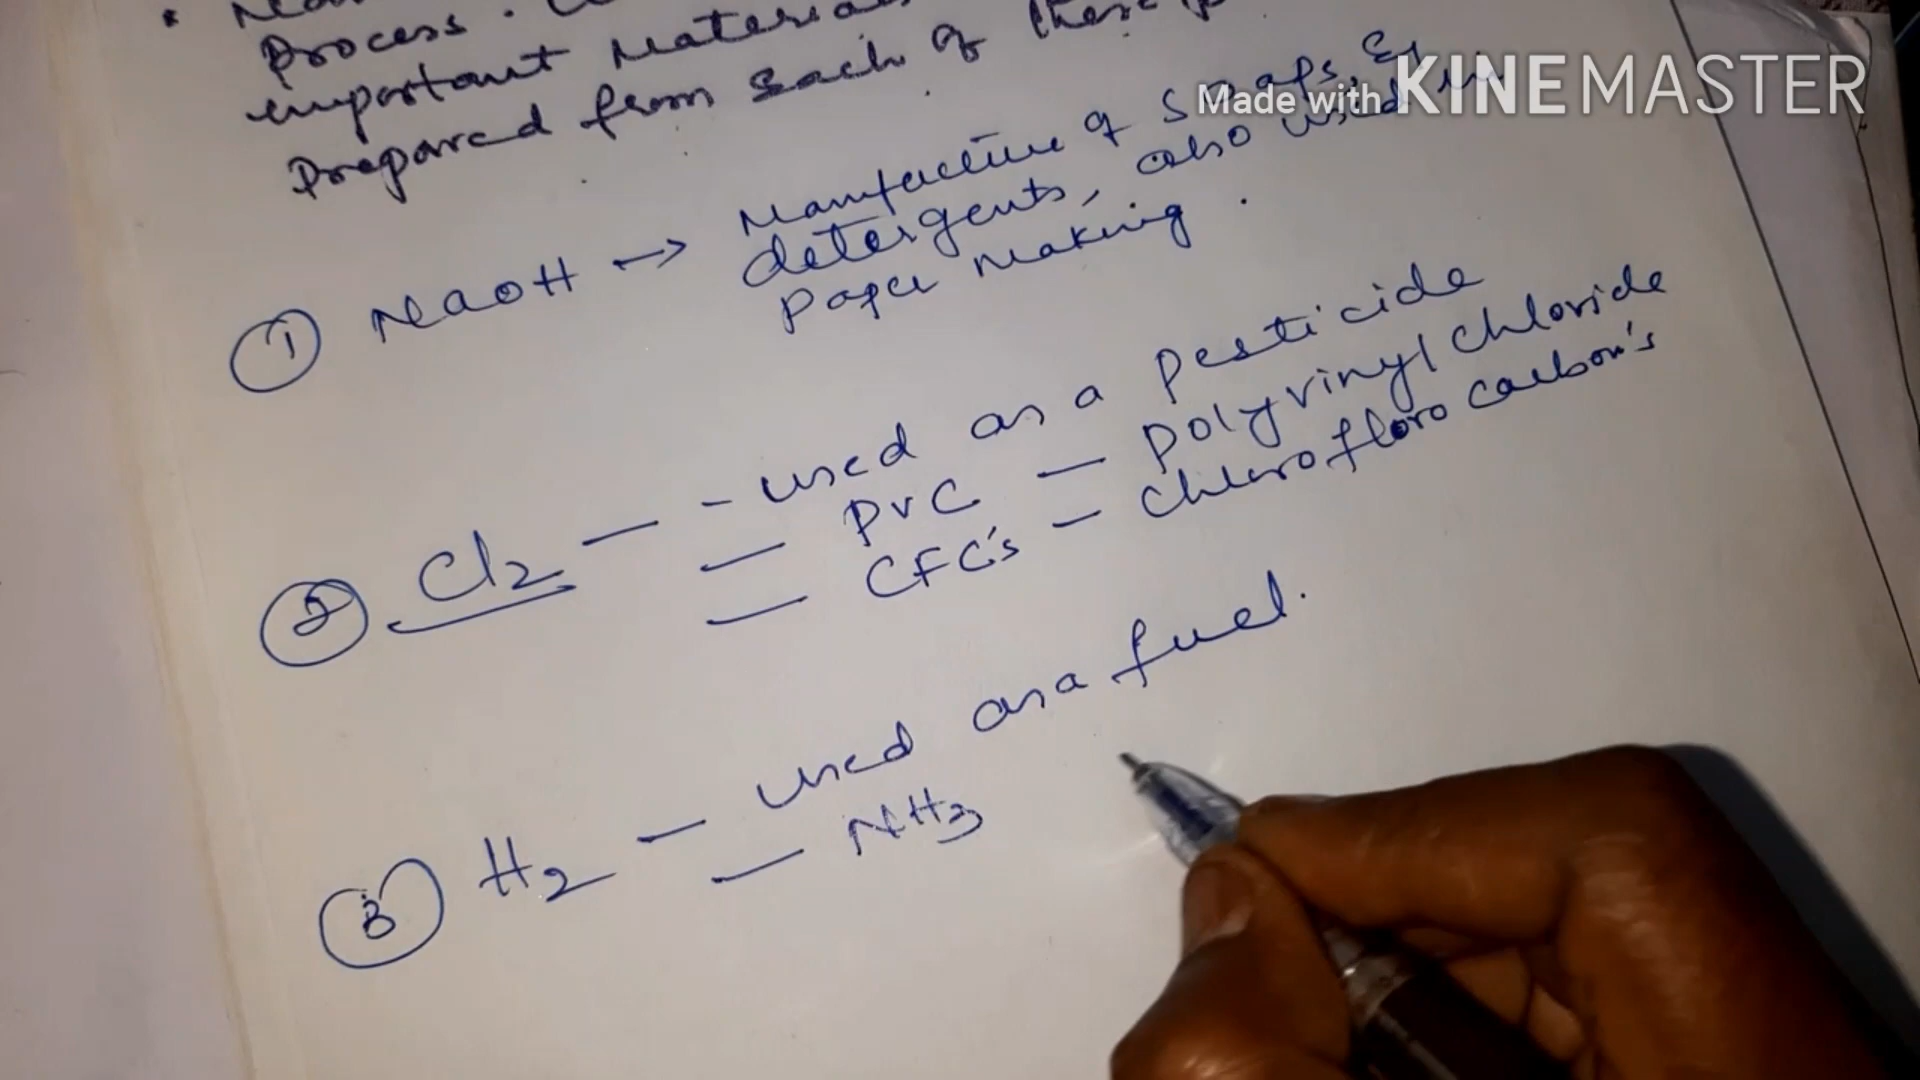 Process.
important Materials
Prepared from Each of these
① NaOH → Manufacture of soaps &
detergents, also used in
paper making.
② Cl2 — - used as a pesticide
— PVC — polyvinyl chloride
— CFC's — chlorofloro carbon's
③ H2 — used as a fuel.
— NH3
Made with KINEMASTER